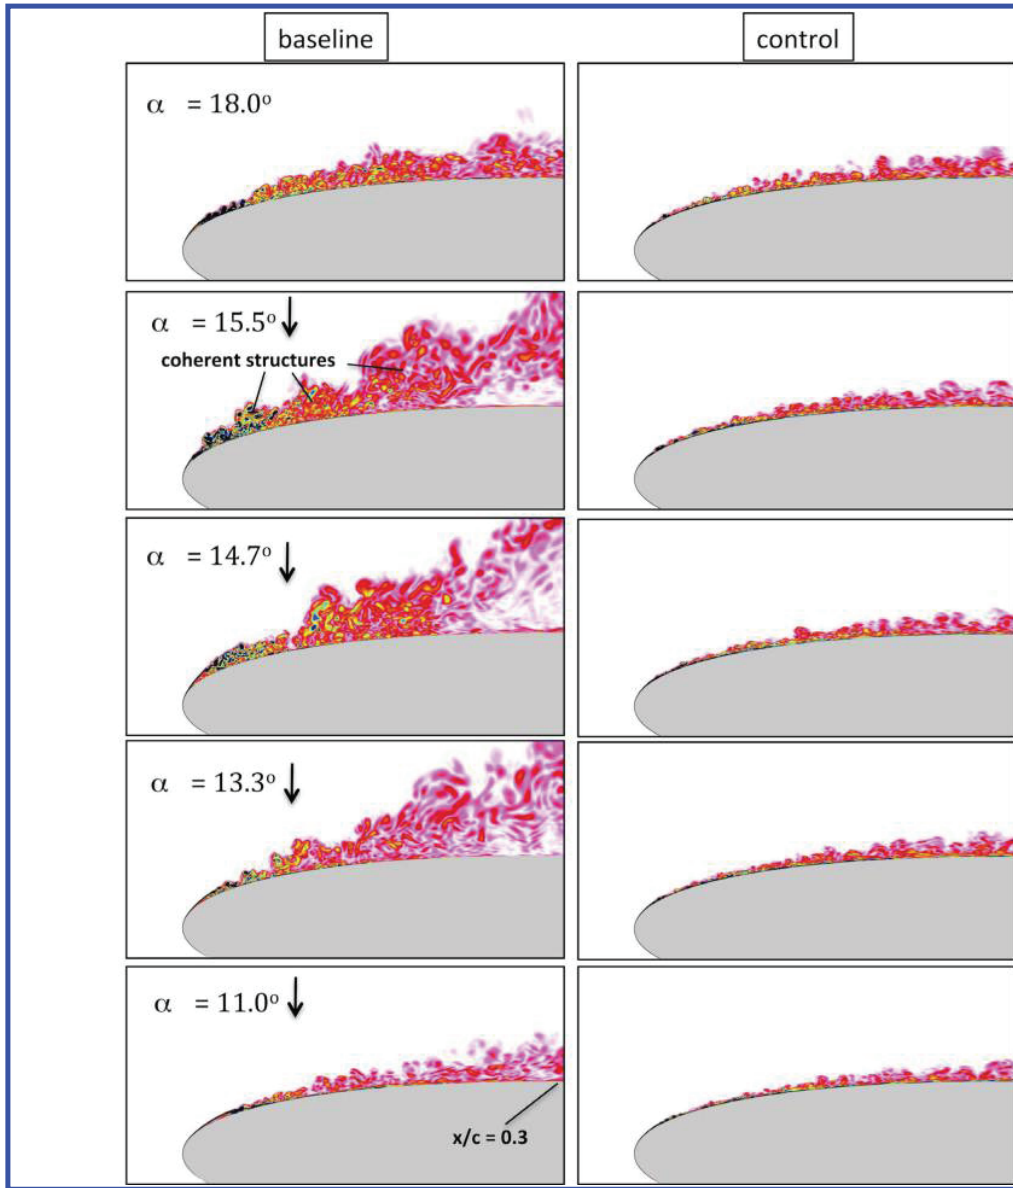 baseline
control
α = 18.0°
α = 15.5° ↓
coherent structures
α = 14.7° ↓
α = 13.3° ↓
α = 11.0° ↓
x/c = 0.3